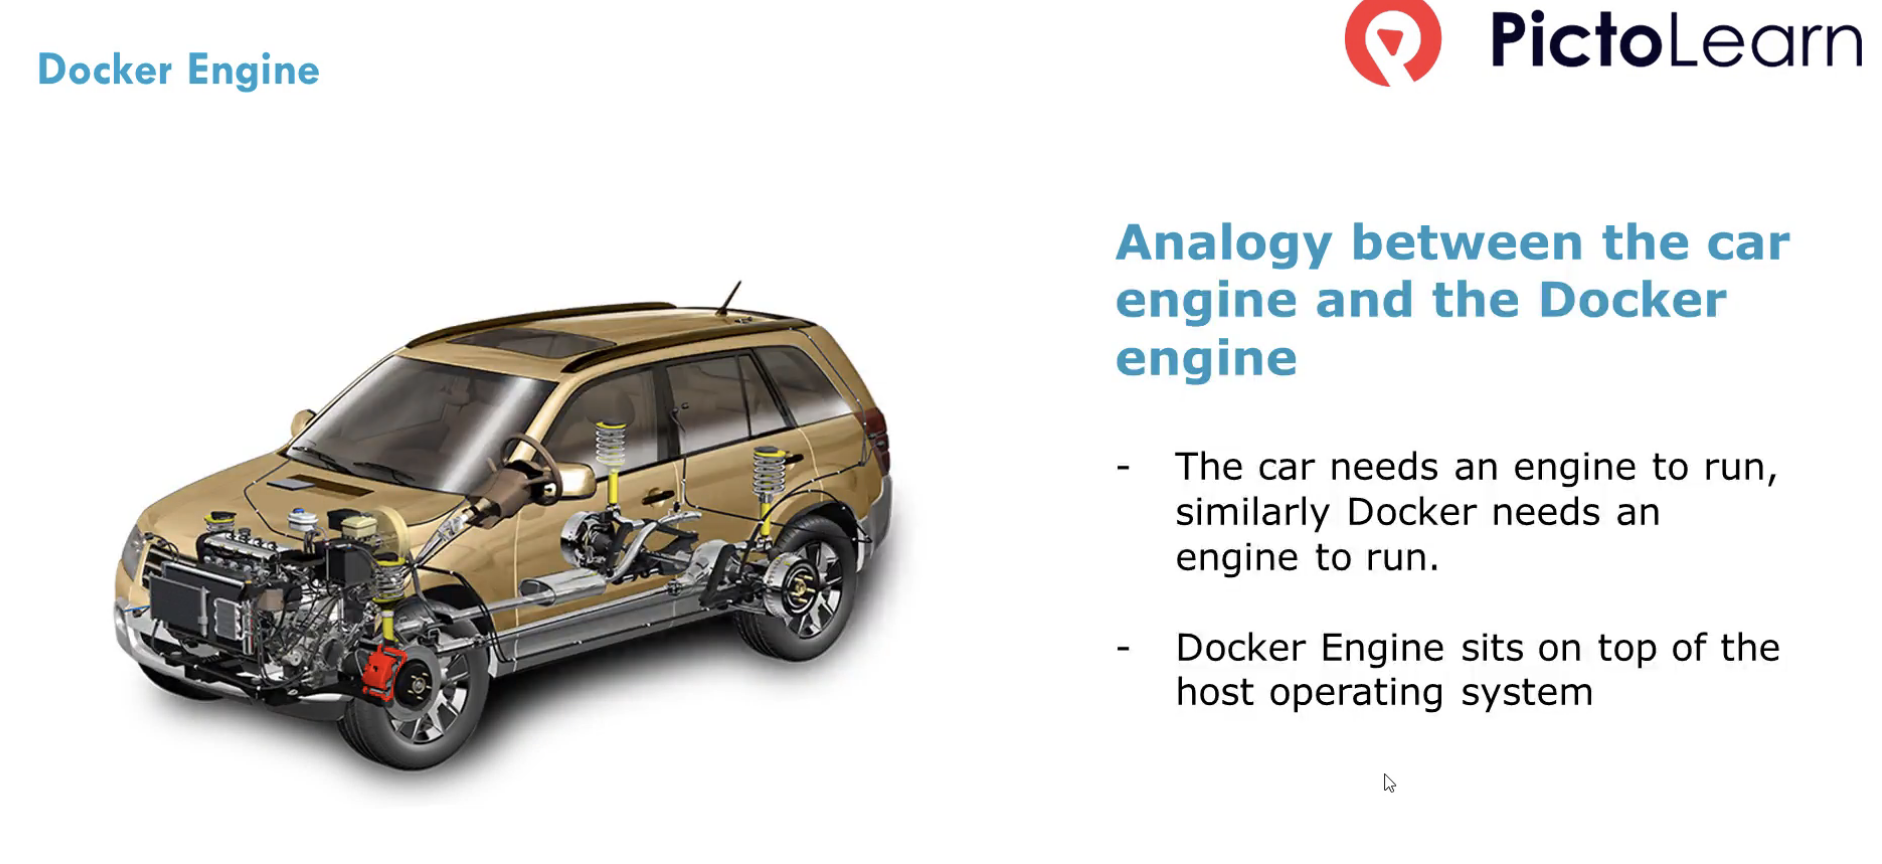 Docker Engine
PictoLearn
Analogy between the car
engine and the Docker
engine
- The car needs an engine to run,
similarly Docker needs an
engine to run.
- Docker Engine sits on top of the
host operating system